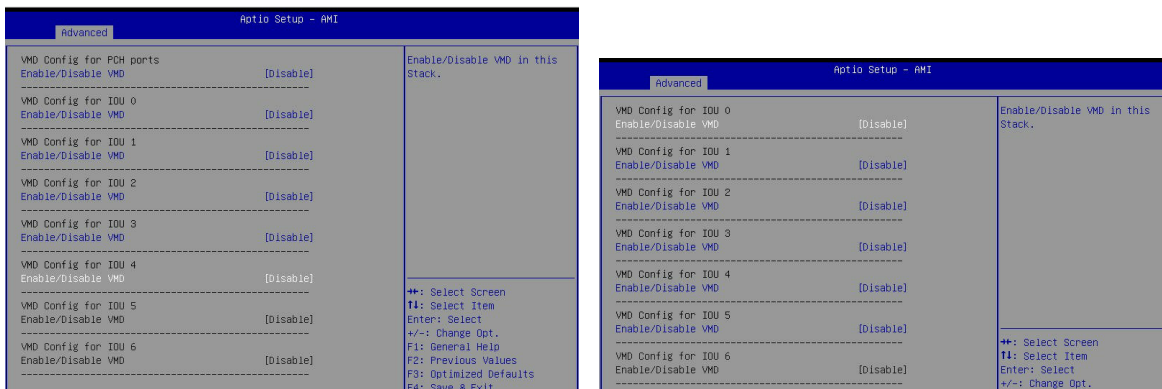 Aptio Setup – AMI
Advanced
VMD Config for PCH ports
Enable/Disable VMD [Disable]
VMD Config for IOU 0
Enable/Disable VMD [Disable]
VMD Config for IOU 1
Enable/Disable VMD [Disable]
VMD Config for IOU 2
Enable/Disable VMD [Disable]
VMD Config for IOU 3
Enable/Disable VMD [Disable]
VMD Config for IOU 4
Enable/Disable VMD [Disable]
VMD Config for IOU 5
Enable/Disable VMD [Disable]
VMD Config for IOU 6
Enable/Disable VMD [Disable]
Enable/Disable VMD in this
Stack.
→←: Select Screen
↑↓: Select Item
Enter: Select
+/-: Change Opt.
F1: General Help
F2: Previous Values
F3: Optimized Defaults
F4: Save & Exit
Aptio Setup – AMI
Advanced
VMD Config for IOU 0
Enable/Disable VMD [Disable]
VMD Config for IOU 1
Enable/Disable VMD [Disable]
VMD Config for IOU 2
Enable/Disable VMD [Disable]
VMD Config for IOU 3
Enable/Disable VMD [Disable]
VMD Config for IOU 4
Enable/Disable VMD [Disable]
VMD Config for IOU 5
Enable/Disable VMD [Disable]
VMD Config for IOU 6
Enable/Disable VMD [Disable]
Enable/Disable VMD in this
Stack.
→←: Select Screen
↑↓: Select Item
Enter: Select
+/-: Change Opt.